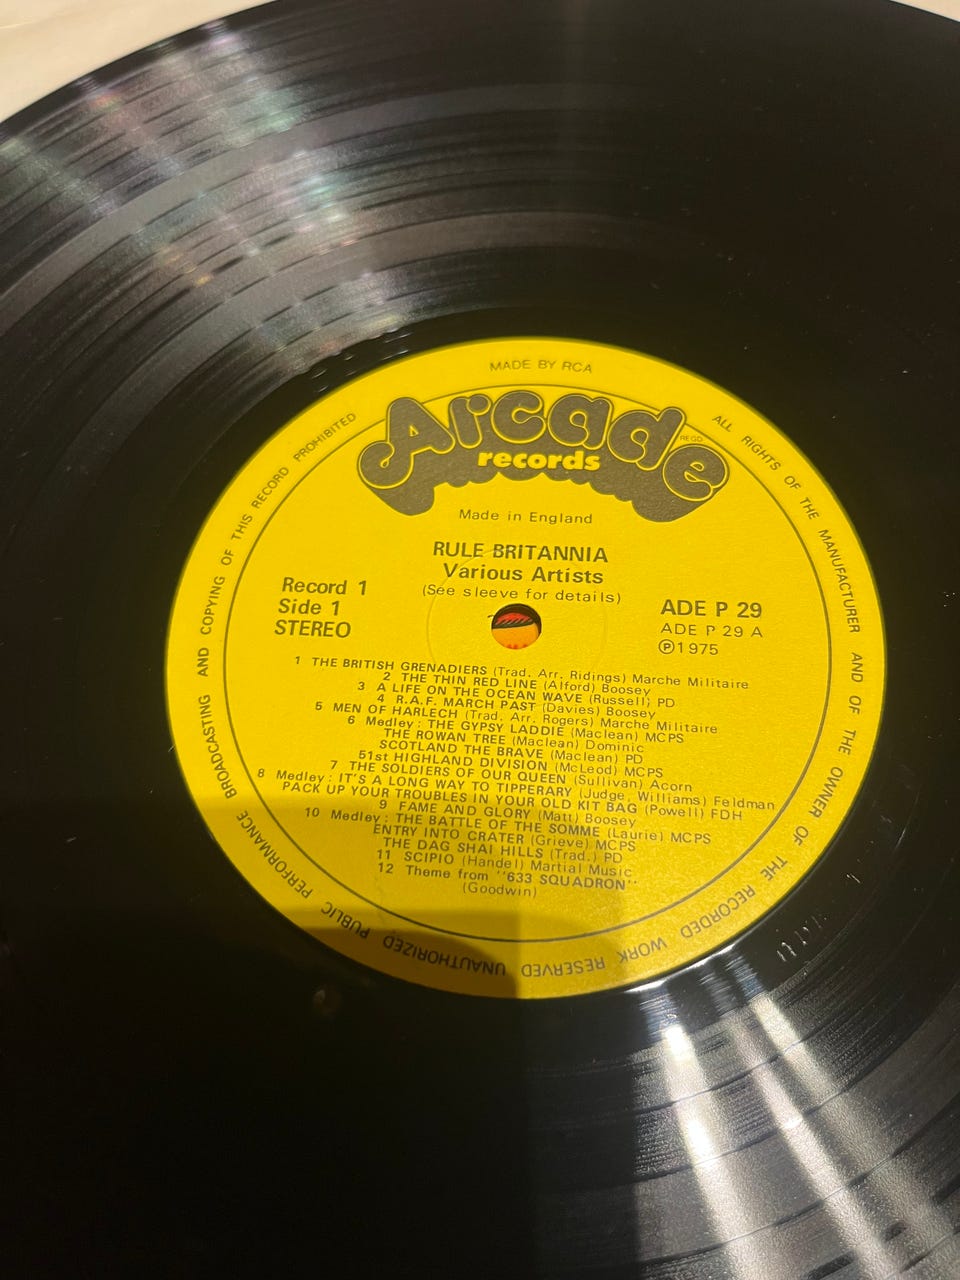 MADE BY RCA
ALL RIGHTS OF THE MANUFACTURER AND OF THE OWNER OF THE RECORDED WORK RESERVED
UNAUTHORIZED PUBLIC PERFORMANCE BROADCASTING AND COPYING OF THIS RECORD PROHIBITED
Arcade
REGD
records
Made in England
RULE BRITANNIA
Various Artists
(See sleeve for details)
Record 1
Side 1
STEREO
ADE P 29
ADE P 29 A
Ⓟ1975
1 THE BRITISH GRENADIERS (Trad. Arr. Ridings) Marche Militaire
2 THE THIN RED LINE (Alford) Boosey
3 A LIFE ON THE OCEAN WAVE (Russell) PD
4 R.A.F. MARCH PAST (Davies) Boosey
5 MEN OF HARLECH (Trad. Arr. Rogers) Marche Militaire
6 Medley: THE GYPSY LADDIE (Maclean) MCPS
THE ROWAN TREE (Maclean) Dominic
SCOTLAND THE BRAVE (Maclean) PD
51st HIGHLAND DIVISION (McLeod) MCPS
7 THE SOLDIERS OF OUR QUEEN (Sullivan) Acorn
8 Medley: IT'S A LONG WAY TO TIPPERARY (Judge, Williams) Feldman
PACK UP YOUR TROUBLES IN YOUR OLD KIT BAG (Powell) FDH
9 FAME AND GLORY (Matt) Boosey
10 Medley: THE BATTLE OF THE SOMME (Laurie) MCPS
ENTRY INTO CRATER (Grieve) MCPS
THE DAG SHAI HILLS (Trad.) PD
11 SCIPIO (Handel) Martial Music
12 Theme from "633 SQUADRON"
(Goodwin)